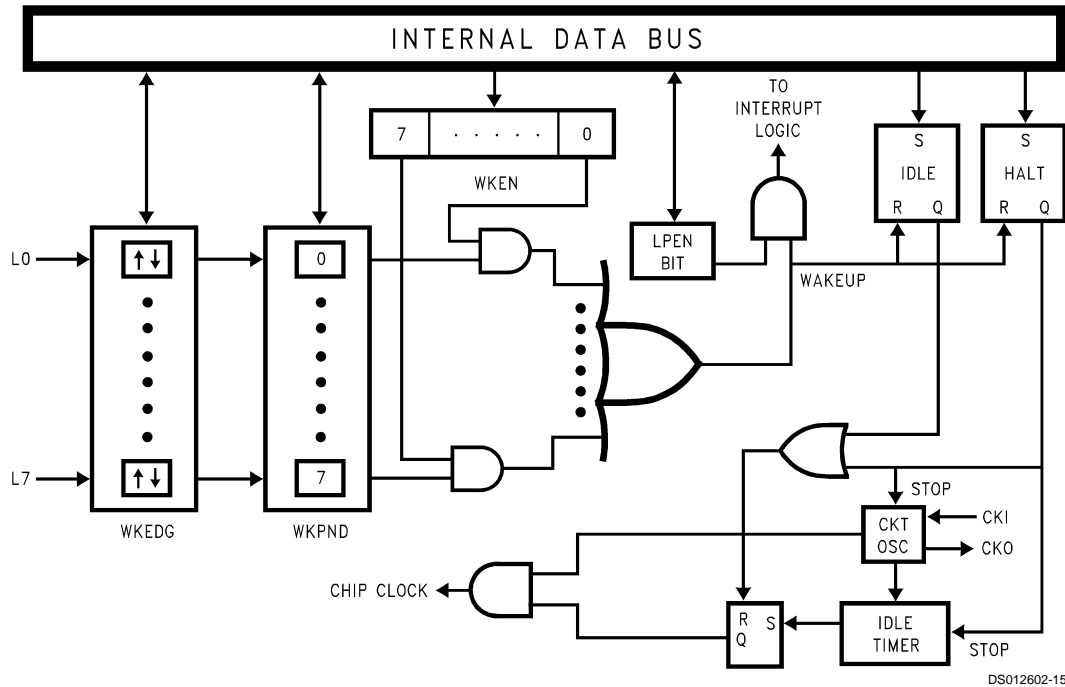 INTERNAL DATA BUS
TO
INTERRUPT
LOGIC
7 · · · · · 0
WKEN
S
IDLE
R Q
S
HALT
R Q
LPEN
BIT
WAKEUP
L0
↑↓
0
L7
↑↓
7
WKEDG
WKPND
STOP
CKT
OSC
CKI
CKO
CHIP CLOCK
R S
Q
IDLE
TIMER
STOP
DS012602-15